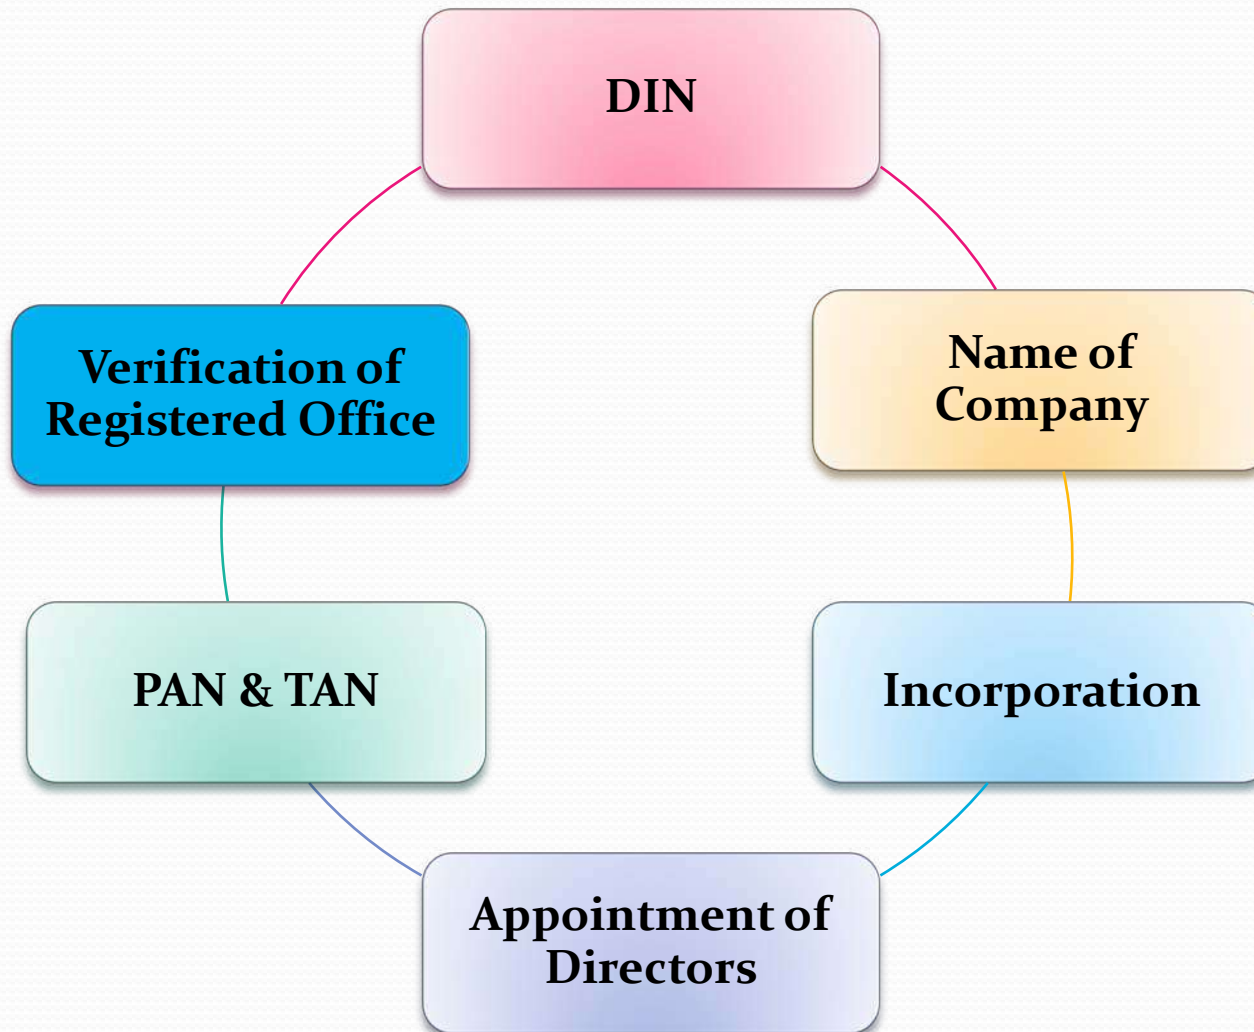 DIN
Name of
Company
Incorporation
Appointment of
Directors
PAN & TAN
Verification of
Registered Office